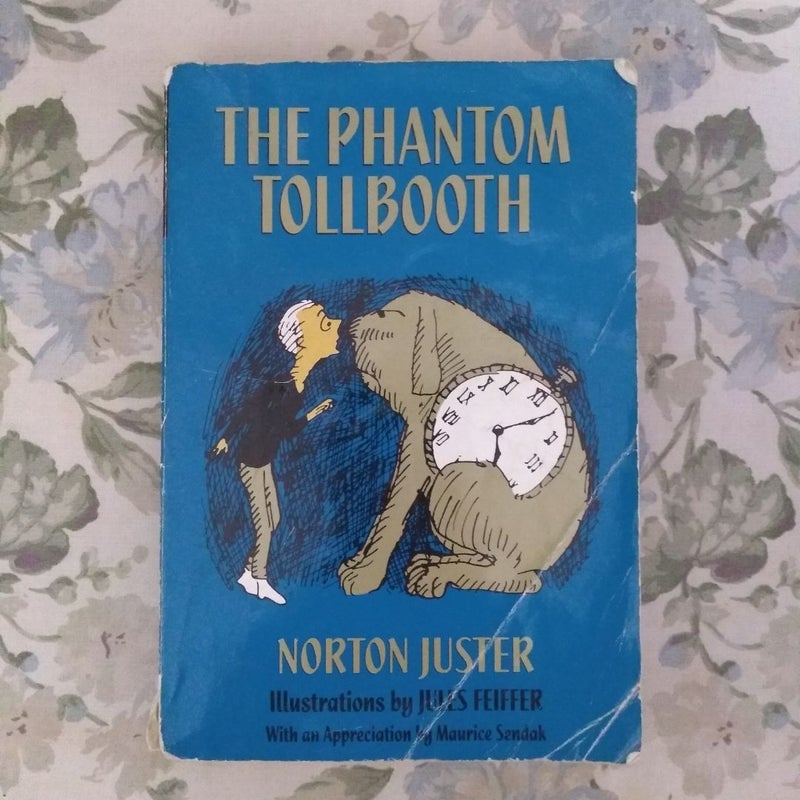 THE PHANTOM
TOLLBOOTH
NORTON JUSTER
Illustrations by JULES FEIFFER
With an Appreciation by Maurice Sendak